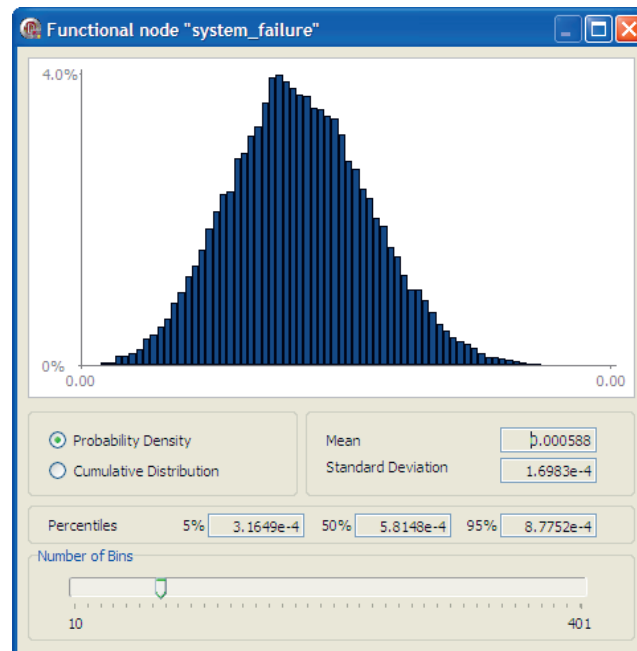 Functional node "system_failure"
4.0%
0%
0.00 0.00
Probability Density
Cumulative Distribution
Mean 0.000588
Standard Deviation 1.6983e-4
Percentiles 5% 3.1649e-4 50% 5.8148e-4 95% 8.7752e-4
Number of Bins
10 401